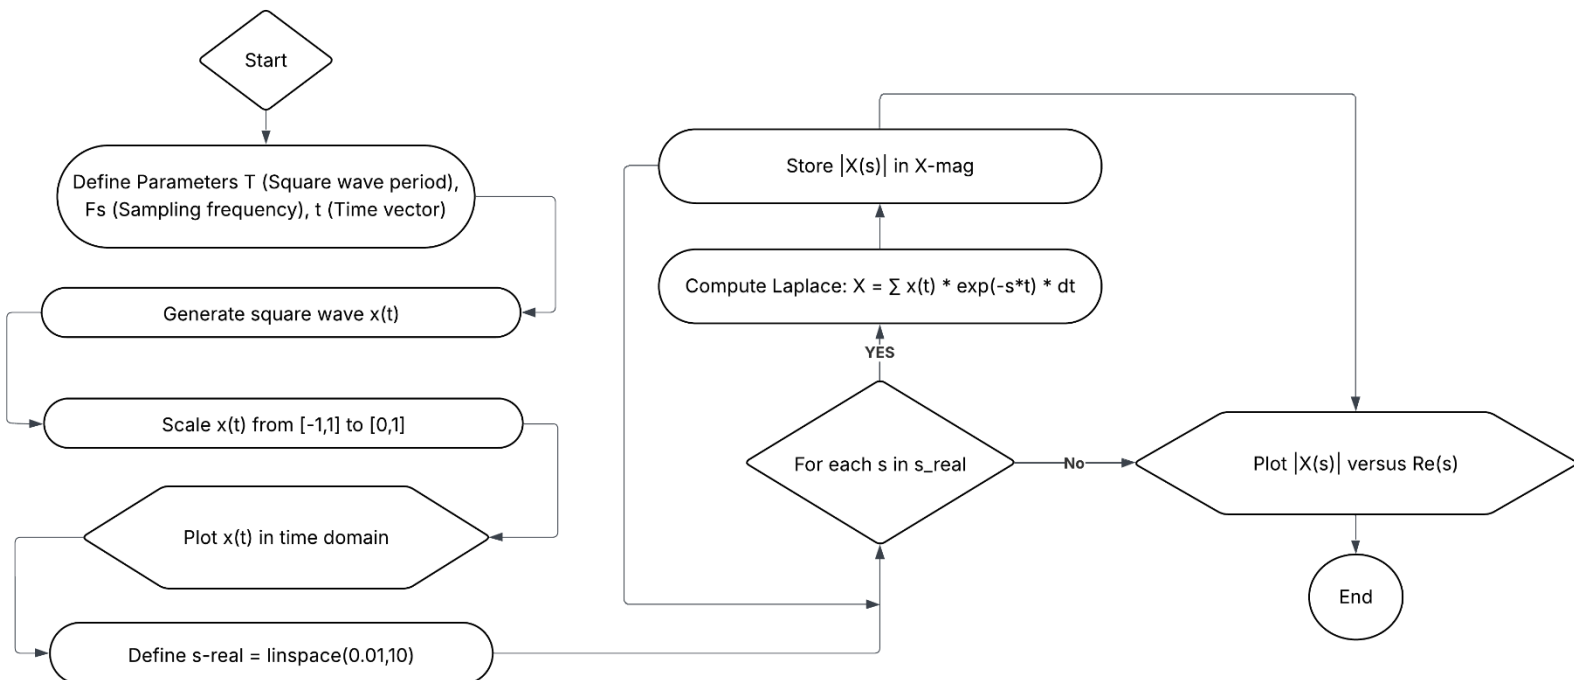 Start
Define Parameters T (Square wave period),
Fs (Sampling frequency), t (Time vector)
Generate square wave x(t)
Scale x(t) from [-1,1] to [0,1]
Plot x(t) in time domain
Define s-real = linspace(0.01,10)
Store |X(s)| in X-mag
Compute Laplace: X = ∑ x(t) * exp(-s*t) * dt
YES
For each s in s_real
No
Plot |X(s)| versus Re(s)
End